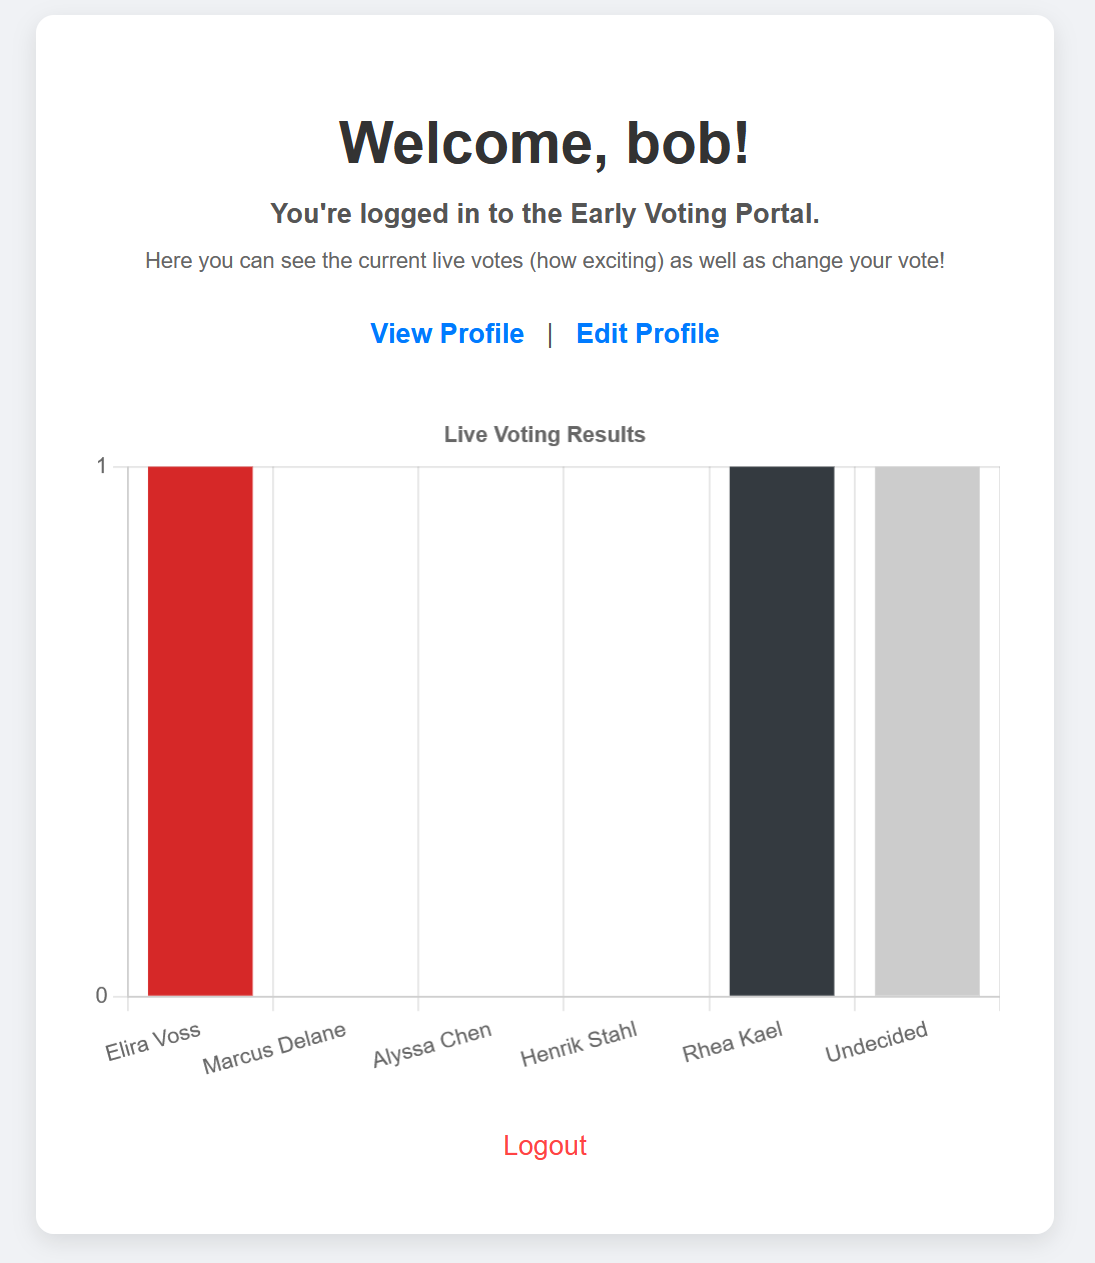 Welcome, bob!
You're logged in to the Early Voting Portal.
Here you can see the current live votes (how exciting) as well as change your vote!
View Profile | Edit Profile
Live Voting Results
1
0
Elira Voss
Marcus Delane
Alyssa Chen
Henrik Stahl
Rhea Kael
Undecided
Logout